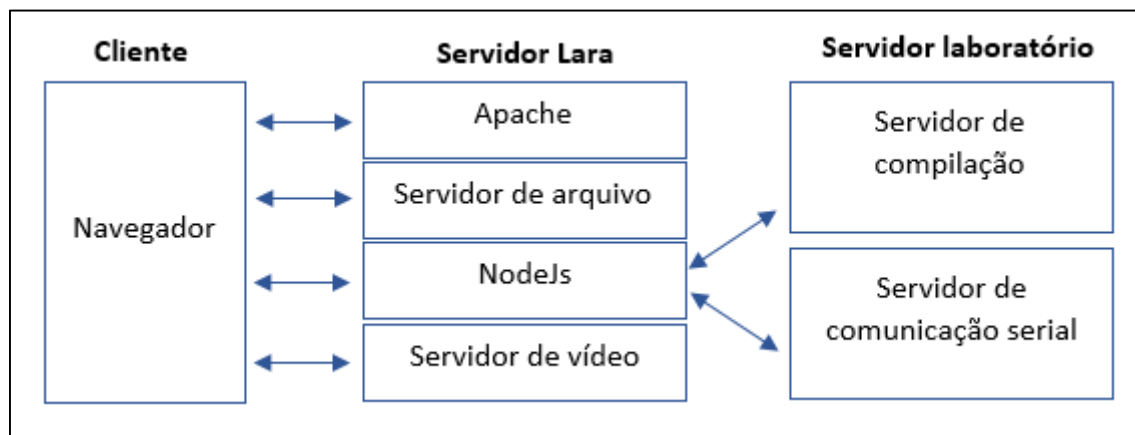 Cliente
Servidor Lara
Servidor laboratório
Navegador
Apache
Servidor de arquivo
NodeJs
Servidor de vídeo
Servidor de
compilação
Servidor de
comunicação serial